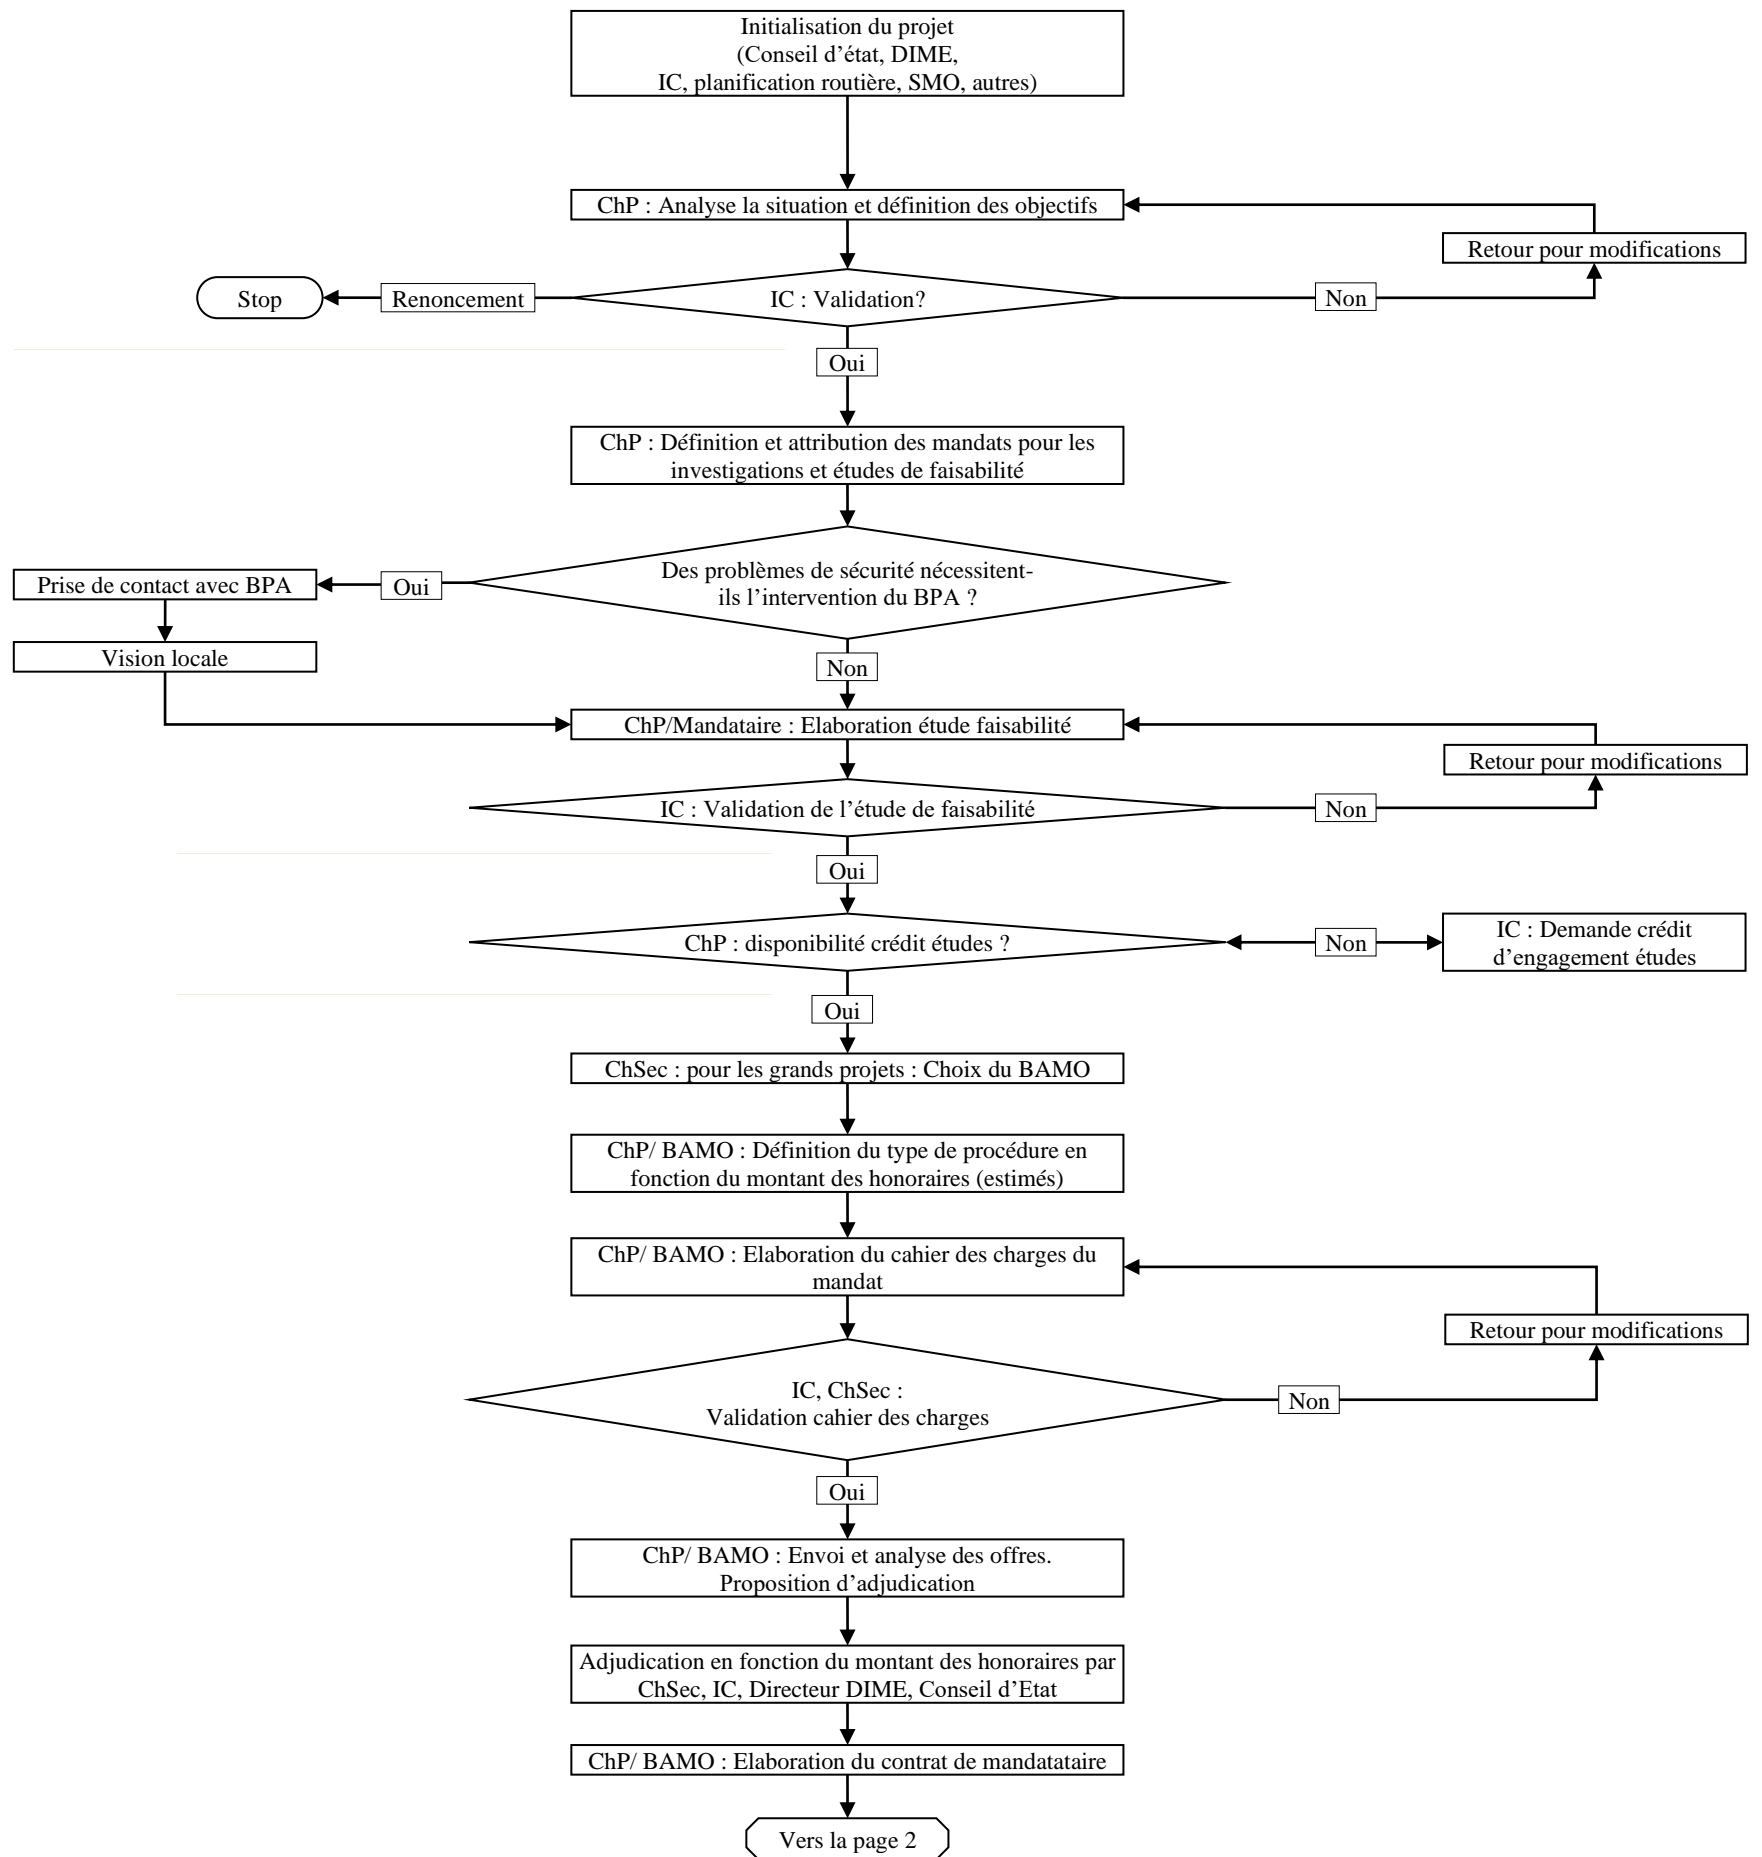 Initialisation du projet
(Conseil d’état, DIME,
IC, planification routière, SMO, autres)
ChP : Analyse la situation et définition des objectifs
Retour pour modifications
Stop
Renoncement
IC : Validation?
Non
Oui
ChP : Définition et attribution des mandats pour les
investigations et études de faisabilité
Des problèmes de sécurité nécessitent-
ils l’intervention du BPA ?
Oui
Prise de contact avec BPA
Vision locale
Non
ChP/Mandataire : Elaboration étude faisabilité
Retour pour modifications
IC : Validation de l’étude de faisabilité
Non
Oui
ChP : disponibilité crédit études ?
Non
IC : Demande crédit
d’engagement études
Oui
ChSec : pour les grands projets : Choix du BAMO
ChP/ BAMO : Définition du type de procédure en
fonction du montant des honoraires (estimés)
ChP/ BAMO : Elaboration du cahier des charges du
mandat
Retour pour modifications
IC, ChSec :
Validation cahier des charges
Non
Oui
ChP/ BAMO : Envoi et analyse des offres.
Proposition d’adjudication
Adjudication en fonction du montant des honoraires par
ChSec, IC, Directeur DIME, Conseil d’Etat
ChP/ BAMO : Elaboration du contrat de mandatataire
Vers la page 2